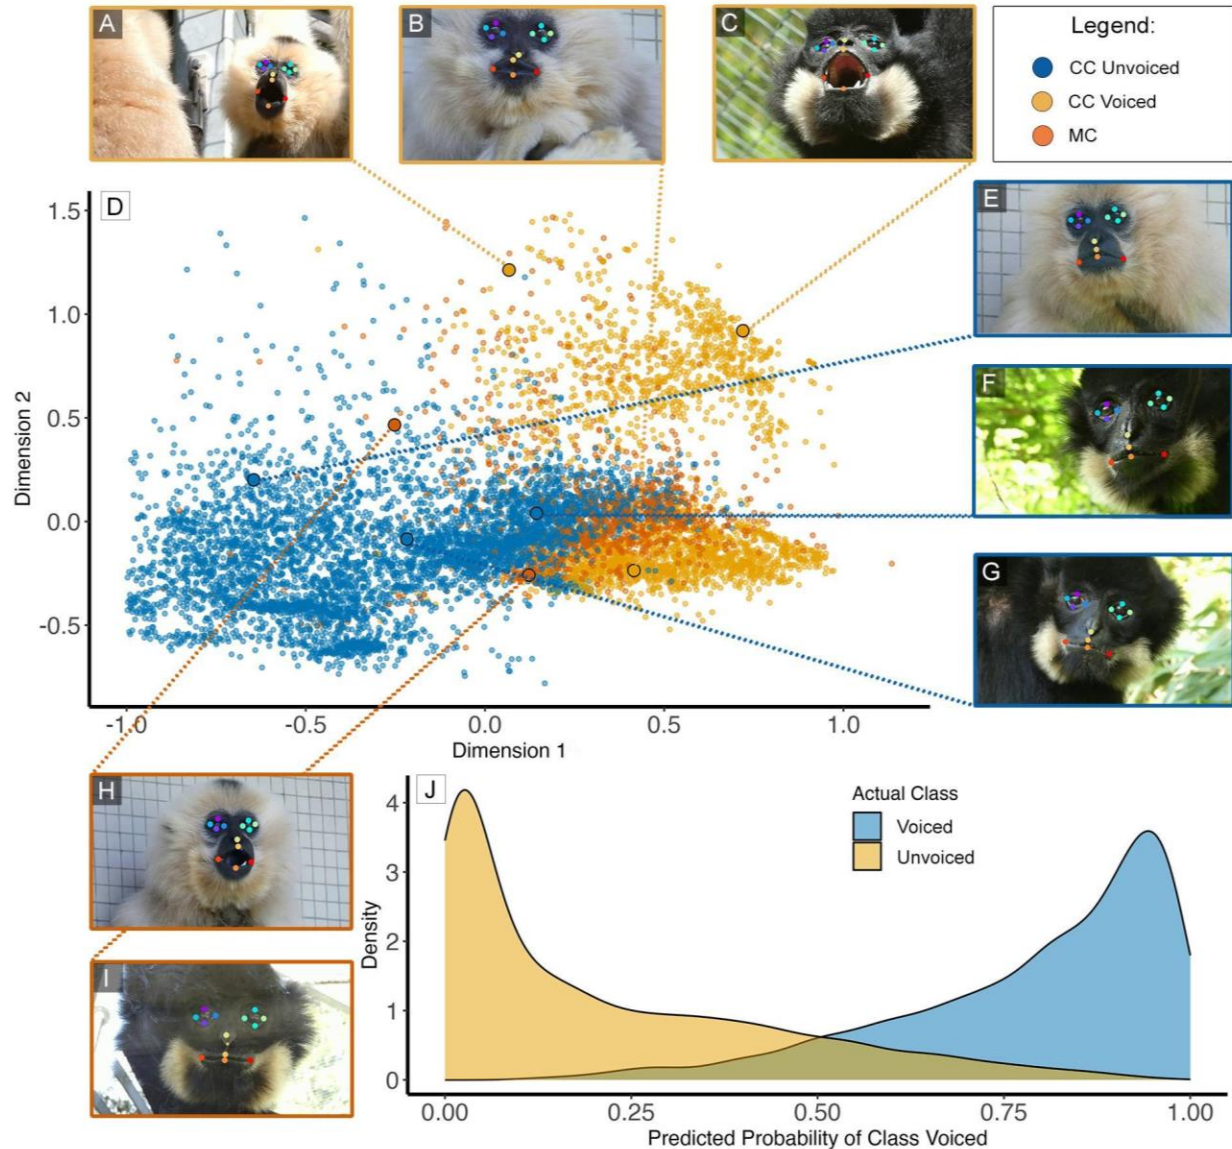 A
B
C
Legend:
CC Unvoiced
CC Voiced
MC
D
E
F
G
1.5
1.0
0.5
0.0
-0.5
Dimension 2
-1.0
-0.5
0.0
0.5
1.0
Dimension 1
H
I
J
Actual Class
Voiced
Unvoiced
4
3
2
1
0
Density
0.00
0.25
0.50
0.75
1.00
Predicted Probability of Class Voiced